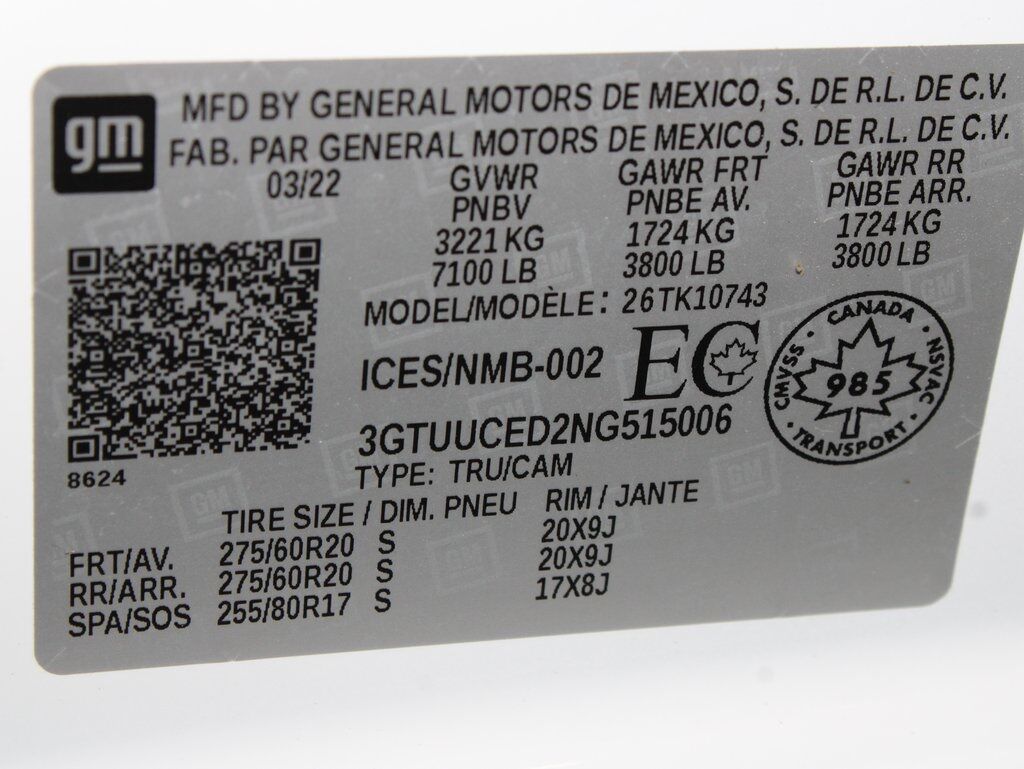 gm
MFD BY GENERAL MOTORS DE MEXICO, S. DE R.L. DE C.V.
FAB. PAR GENERAL MOTORS DE MEXICO, S. DE R.L. DE C.V.
03/22 GVWR GAWR FRT GAWR RR
PNBV PNBE AV. PNBE ARR.
3221 KG 1724 KG 1724 KG
7100 LB 3800 LB 3800 LB
MODEL/MODÈLE: 26TK10743
ICES/NMB-002 EC
CANADA
CMVSS 985 NSVAC
TRANSPORT
3GTUUCED2NG515006
8624 TYPE: TRU/CAM
TIRE SIZE / DIM. PNEU RIM / JANTE
FRT/AV. 275/60R20 S 20X9J
RR/ARR. 275/60R20 S 20X9J
SPA/SOS 255/80R17 S 17X8J